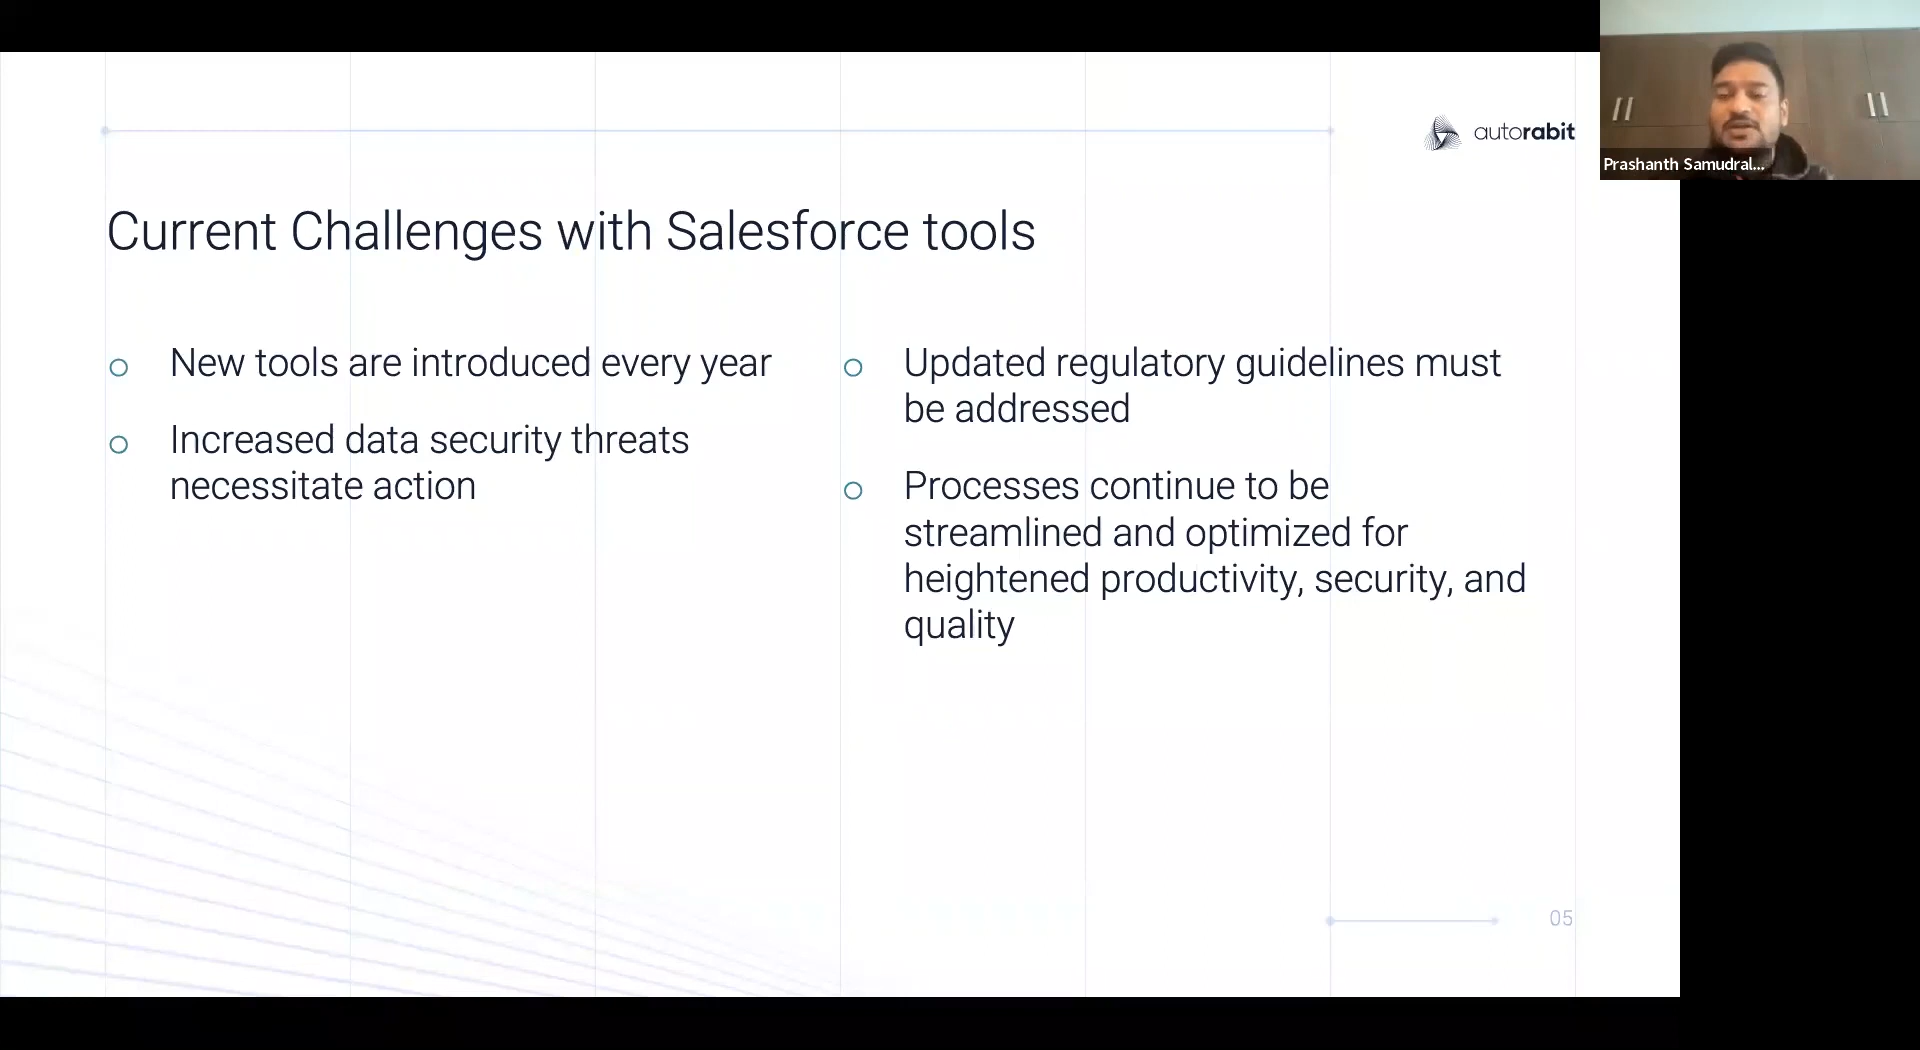 autorabit
Prashanth Samudral...
Current Challenges with Salesforce tools
New tools are introduced every year
Increased data security threats
necessitate action
Updated regulatory guidelines must
be addressed
Processes continue to be
streamlined and optimized for
heightened productivity, security, and
quality
05